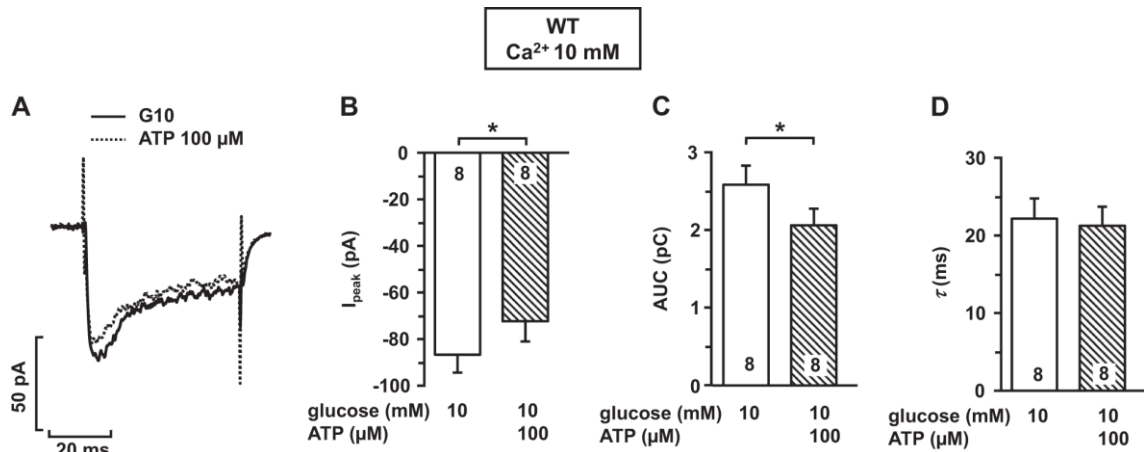 WT
Ca²⁺ 10 mM
A
G10
ATP 100 µM
50 pA
20 ms
B
*
0
-20
-40
-60
-80
-100
I_peak (pA)
8
8
glucose (mM) 10 10
ATP (µM) 100
C
*
3
2
1
0
AUC (pC)
8
8
glucose (mM) 10 10
ATP (µM) 100
D
30
20
10
0
τ (ms)
8
8
glucose (mM) 10 10
ATP (µM) 100